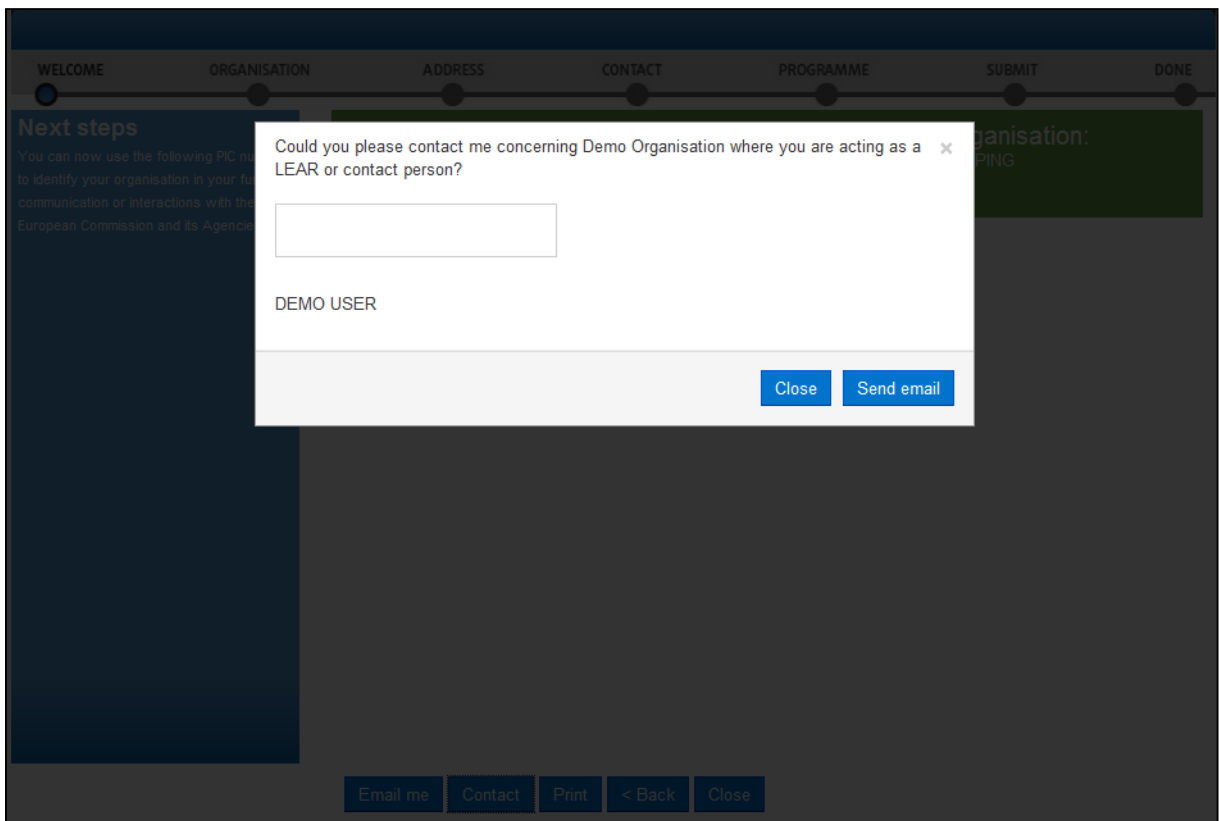 WELCOME ORGANISATION ADDRESS CONTACT PROGRAMME SUBMIT DONE
Next steps
You can now use the following PIC nu
to identify your organisation in your fu
communication or interactions with the
European Commission and its Agencie
ganisation:
PING
Could you please contact me concerning Demo Organisation where you are acting as a ×
LEAR or contact person?
DEMO USER
Close Send email
Email me Contact Print < Back Close